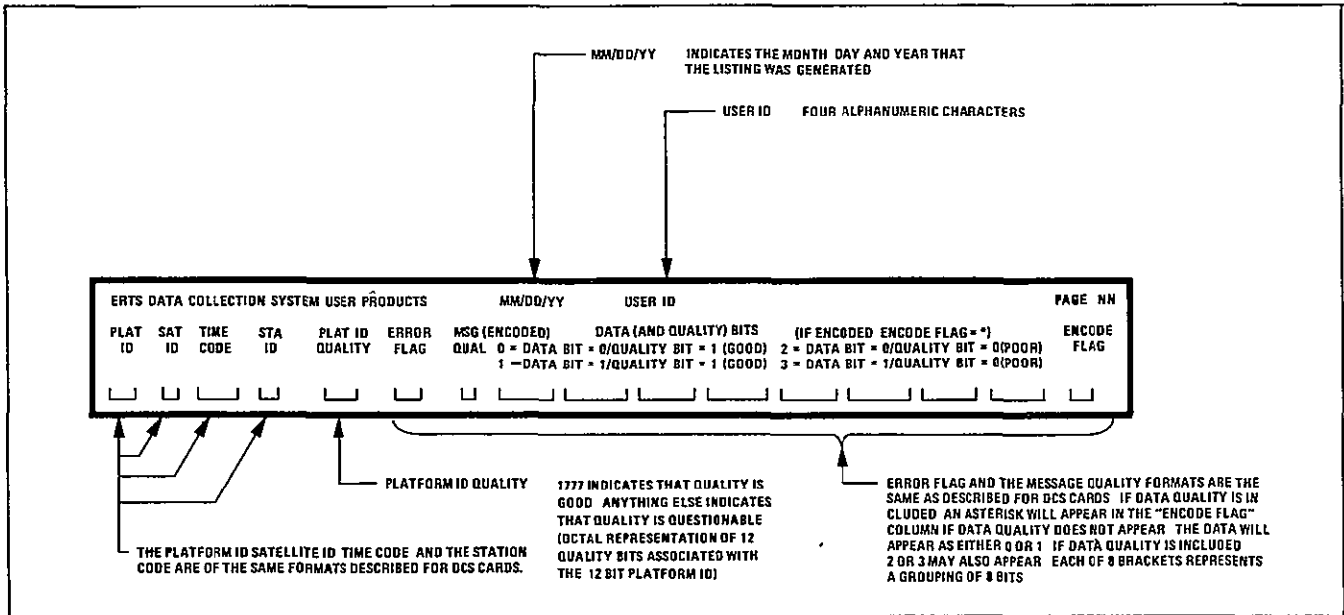 MM/DD/YY INDICATES THE MONTH DAY AND YEAR THAT
THE LISTING WAS GENERATED
USER ID FOUR ALPHANUMERIC CHARACTERS
ERTS DATA COLLECTION SYSTEM USER PRODUCTS MM/DD/YY USER ID PAGE NN
PLAT SAT TIME STA PLAT ID ERROR MSG (ENCODED) DATA (AND QUALITY) BITS (IF ENCODED ENCODE FLAG = *) ENCODE
ID ID CODE ID QUALITY FLAG QUAL 0 = DATA BIT = 0/QUALITY BIT = 1 (GOOD) 2 = DATA BIT = 0/QUALITY BIT = 0(POOR) FLAG
1 = DATA BIT = 1/QUALITY BIT = 1 (GOOD) 3 = DATA BIT = 1/QUALITY BIT = 0(POOR)
PLATFORM ID QUALITY 1777 INDICATES THAT QUALITY IS
GOOD ANYTHING ELSE INDICATES
THAT QUALITY IS QUESTIONABLE
(OCTAL REPRESENTATION OF 12
QUALITY BITS ASSOCIATED WITH
THE 12 BIT PLATFORM ID)
THE PLATFORM ID SATELLITE ID TIME CODE AND THE STATION
CODE ARE OF THE SAME FORMATS DESCRIBED FOR DCS CARDS.
ERROR FLAG AND THE MESSAGE QUALITY FORMATS ARE THE
SAME AS DESCRIBED FOR DCS CARDS IF DATA QUALITY IS IN
CLUDED AN ASTERISK WILL APPEAR IN THE "ENCODE FLAG"
COLUMN IF DATA QUALITY DOES NOT APPEAR THE DATA WILL
APPEAR AS EITHER 0 OR 1 IF DATA QUALITY IS INCLUDED
2 OR 3 MAY ALSO APPEAR EACH OF 8 BRACKETS REPRESENTS
A GROUPING OF 8 BITS